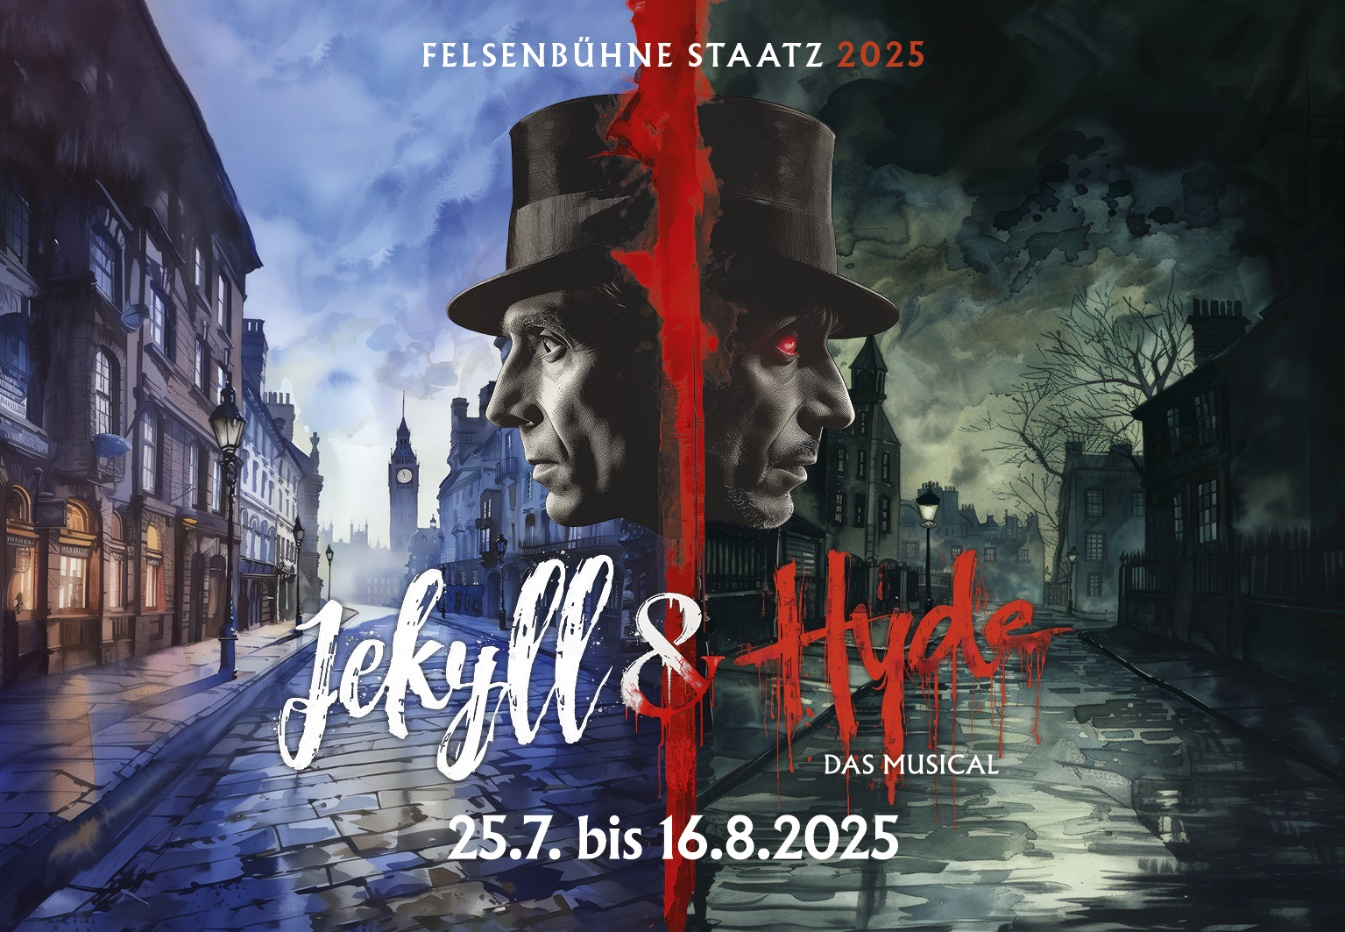 FELSENBÜHNE STAATZ 2025
Jekyll & Hyde
DAS MUSICAL
25.7. bis 16.8.2025